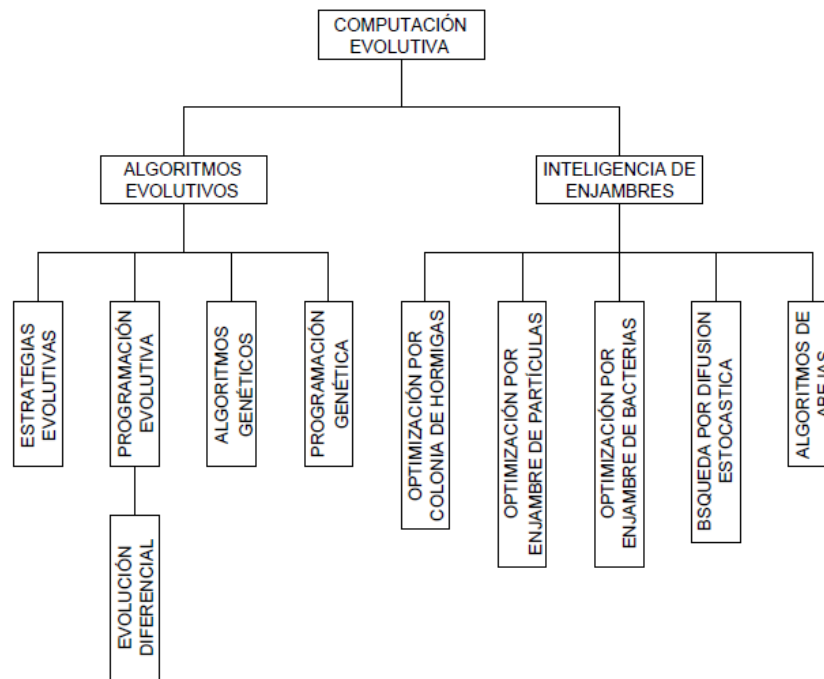 COMPUTACIÓN
EVOLUTIVA
ALGORITMOS
EVOLUTIVOS
INTELIGENCIA DE
ENJAMBRES
ESTRATEGIAS
EVOLUTIVAS
PROGRAMACIÓN
EVOLUTIVA
ALGORITMOS
GENÉTICOS
PROGRAMACIÓN
GENÉTICA
OPTIMIZACIÓN POR
COLONIA DE HORMIGAS
OPTIMIZACIÓN POR
ENJAMBRE DE PARTÍCULAS
OPTIMIZACIÓN POR
ENJAMBRE DE BACTERIAS
BSQUEDA POR DIFUSION
ESTOCASTICA
ALGORITMOS DE
ABEJAS
EVOLUCIÓN
DIFERENCIAL